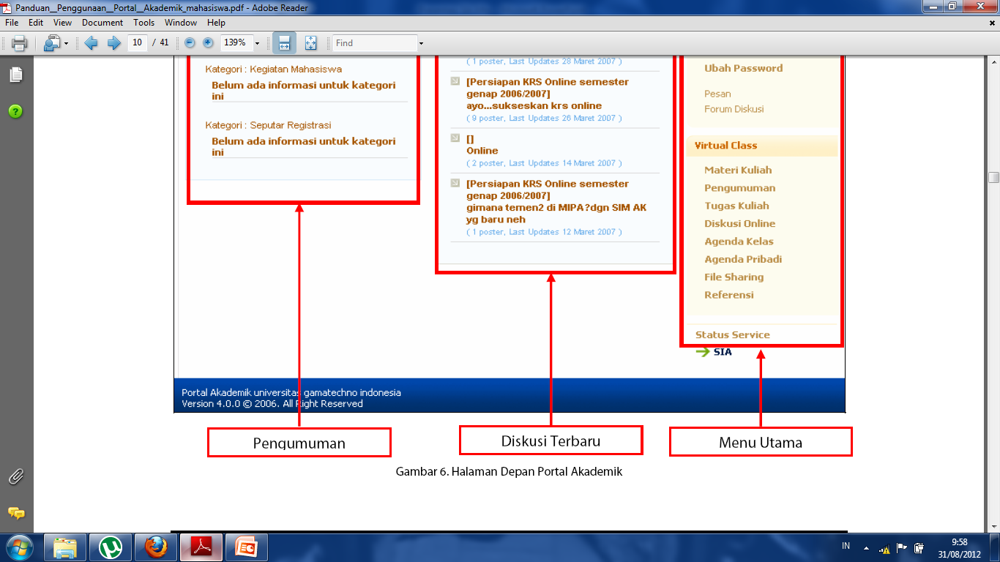 Panduan__Penggunaan__Portal__Akademik_mahasiswa.pdf - Adobe Reader
File Edit View Document Tools Window Help
10 / 41 139% Find
Kategori : Kegiatan Mahasiswa
Belum ada informasi untuk kategori
ini
Kategori : Seputar Registrasi
Belum ada informasi untuk kategori
ini
( 1 poster, Last Updates 28 Maret 2007 )
[Persiapan KRS Online semester
genap 2006/2007]
ayo...sukseskan krs online
( 9 poster, Last Updates 26 Maret 2007 )
[]
Online
( 2 poster, Last Updates 14 Maret 2007 )
[Persiapan KRS Online semester
genap 2006/2007]
gimana temen2 di MIPA?dgn SIM AK
yg baru neh
( 1 poster, Last Updates 12 Maret 2007 )
Ubah Password
Pesan
Forum Diskusi
Virtual Class
Materi Kuliah
Pengumuman
Tugas Kuliah
Diskusi Online
Agenda Kelas
Agenda Pribadi
File Sharing
Referensi
Status Service
SIA
Portal Akademik universitas gamatechno indonesia
Version 4.0.0 © 2006. All Right Reserved
Pengumuman
Diskusi Terbaru
Menu Utama
Gambar 6. Halaman Depan Portal Akademik
IN
9:58
31/08/2012